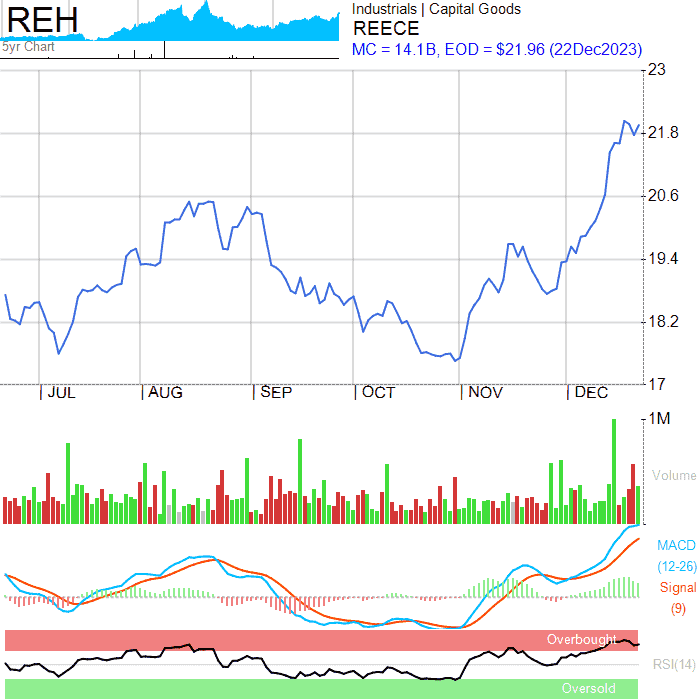 REH
5yr Chart
Industrials | Capital Goods
REECE
MC = 14.1B, EOD = $21.96 (22Dec2023)
23
21.8
20.6
19.4
18.2
17
| JUL | AUG | SEP | OCT | NOV | DEC
1M
Volume
MACD
(12-26)
Signal
(9)
Overbought
RSI(14)
Oversold